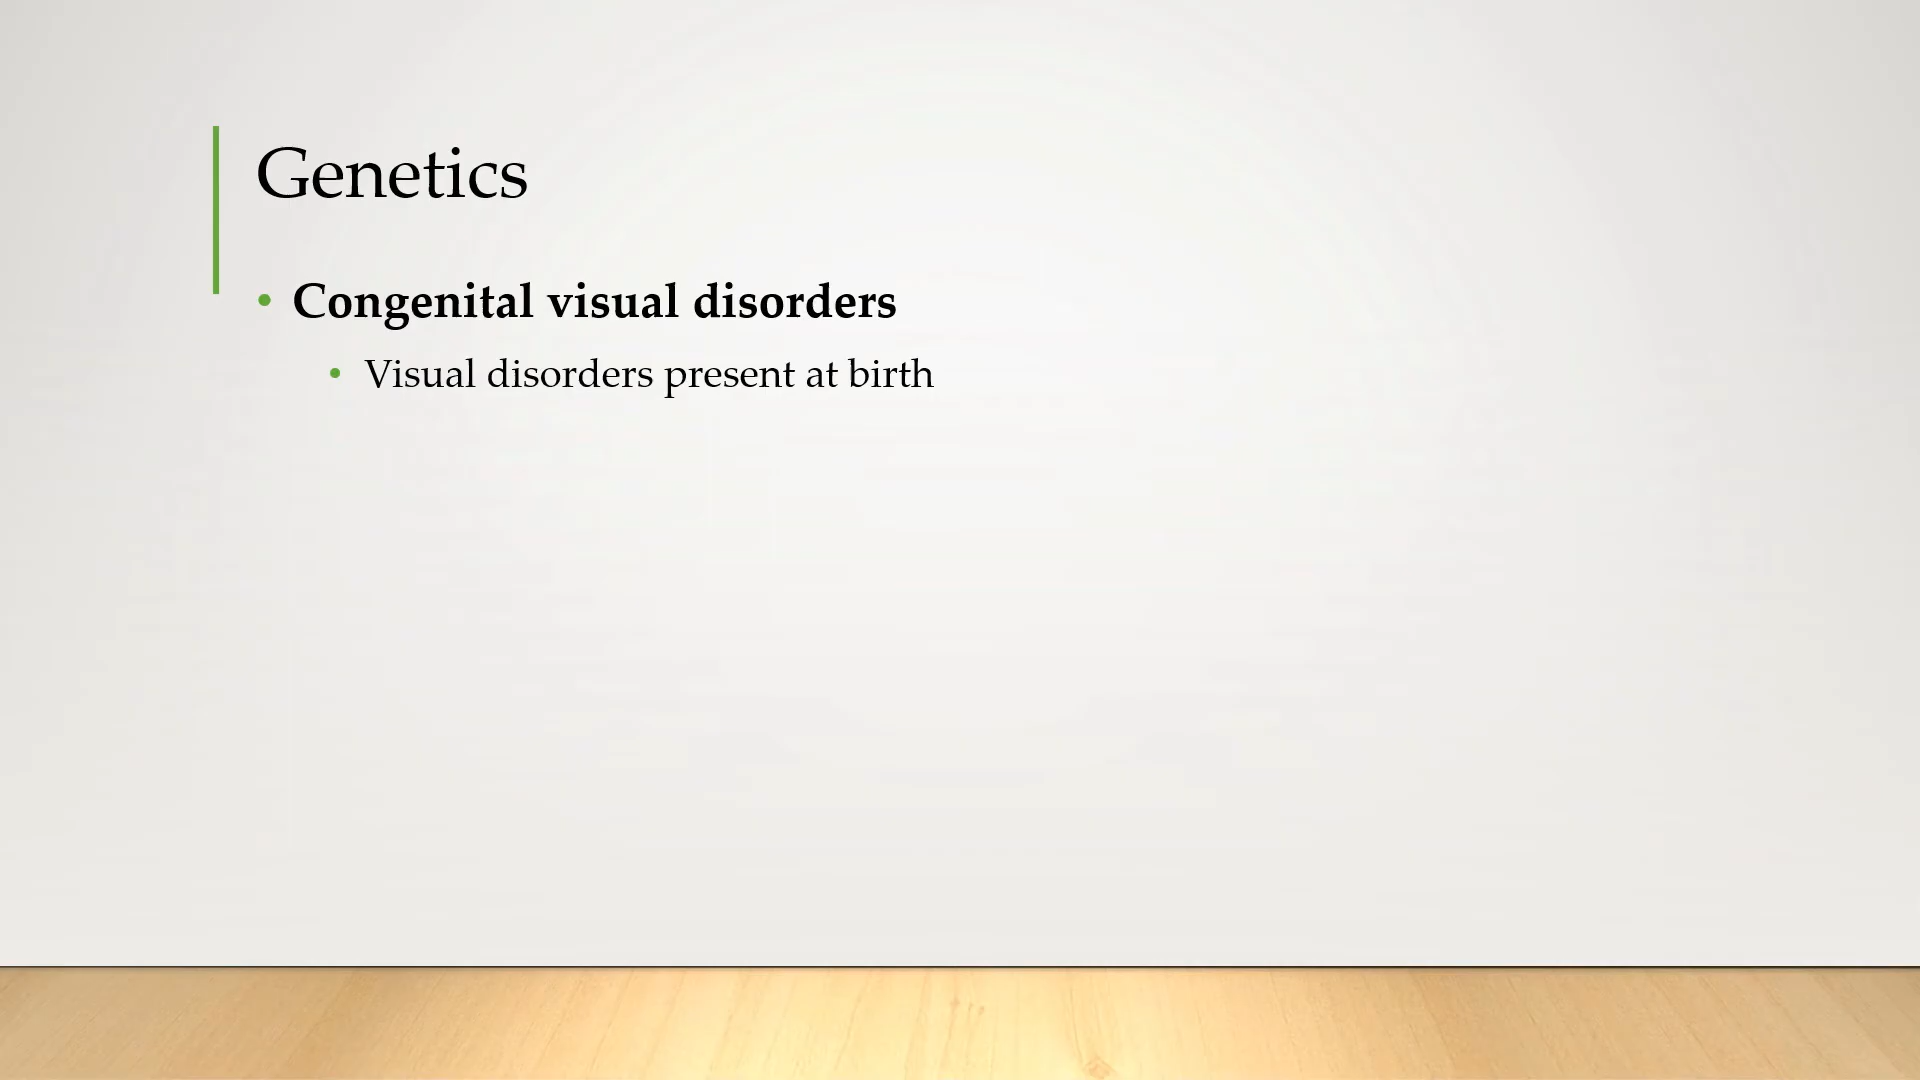 Genetics
• Congenital visual disorders
• Visual disorders present at birth